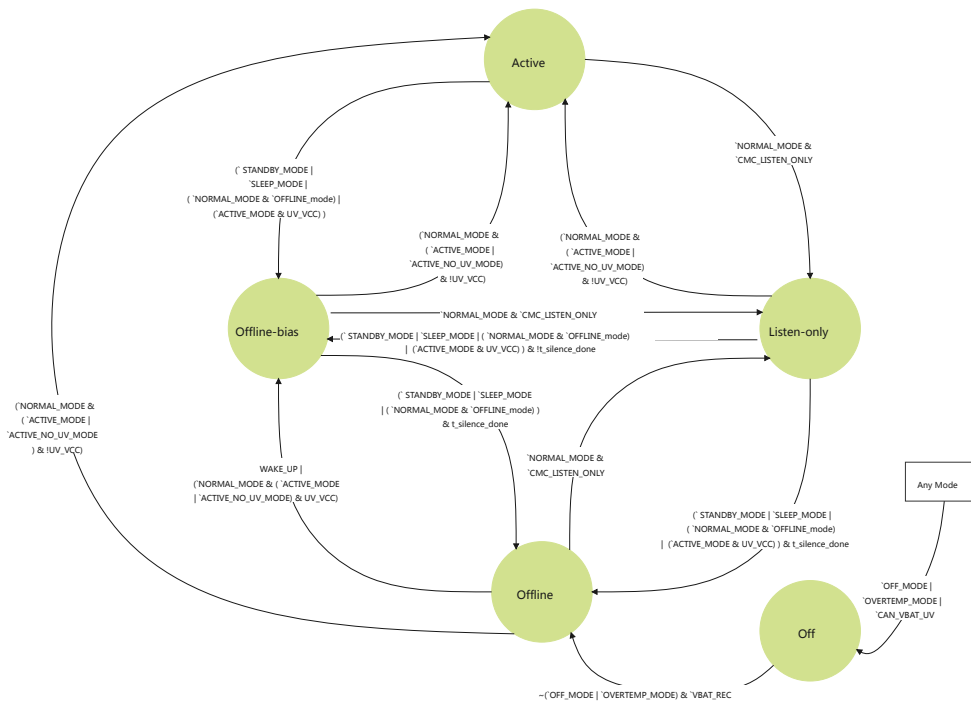 Active
`NORMAL_MODE &
`CMC_LISTEN_ONLY
(` STANDBY_MODE |
`SLEEP_MODE |
( `NORMAL_MODE & `OFFLINE_mode) |
(`ACTIVE_MODE & UV_VCC) )
(`NORMAL_MODE &
( `ACTIVE_MODE |
`ACTIVE_NO_UV_MODE)
& !UV_VCC)
(`NORMAL_MODE &
( `ACTIVE_MODE |
`ACTIVE_NO_UV_MODE)
& !UV_VCC)
Offline-bias
`NORMAL_MODE & `CMC_LISTEN_ONLY
(` STANDBY_MODE | `SLEEP_MODE | ( `NORMAL_MODE & `OFFLINE_mode)
| (`ACTIVE_MODE & UV_VCC) ) & !t_silence_done
Listen-only
(` STANDBY_MODE | `SLEEP_MODE
| ( `NORMAL_MODE & `OFFLINE_mode) )
& t_silence_done
(`NORMAL_MODE &
( `ACTIVE_MODE |
`ACTIVE_NO_UV_MODE
) & !UV_VCC)
WAKE_UP |
(`NORMAL_MODE & ( `ACTIVE_MODE
| `ACTIVE_NO_UV_MODE) & UV_VCC)
`NORMAL_MODE &
`CMC_LISTEN_ONLY
Any Mode
(` STANDBY_MODE | `SLEEP_MODE |
( `NORMAL_MODE & `OFFLINE_mode)
| (`ACTIVE_MODE & UV_VCC) ) & t_silence_done
Offline
`OFF_MODE |
`OVERTEMP_MODE |
`CAN_VBAT_UV
Off
~(`OFF_MODE | `OVERTEMP_MODE) & `VBAT_REC